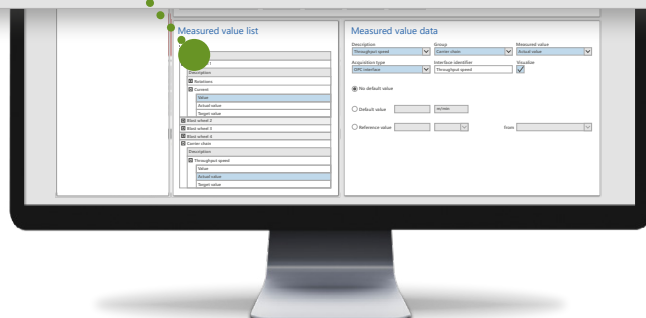 Measured value list
Description
Rotations
Current
Value
Actual value
Target value
Blast wheel 2
Blast wheel 3
Blast wheel 4
Carrier chain
Description
Throughput speed
Value
Actual value
Target value
Measured value data
Description Group Measured value
Throughput speed Carrier chain Actual value
Acquisition type Interface identifier Visualize
OPC interface Throughput speed
No default value
Default value m/min
Reference value from